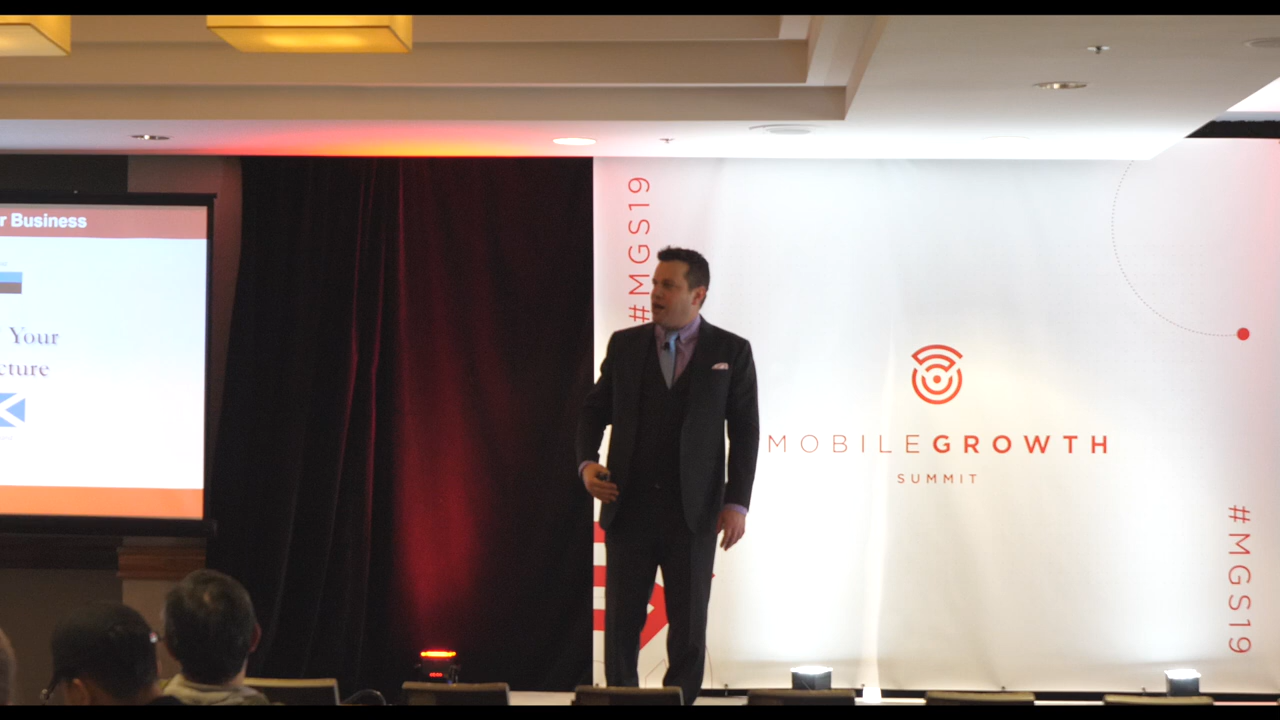 r Business
Your
cture
#MGS19
MOBILEGROWTH
SUMMIT
#MGS19